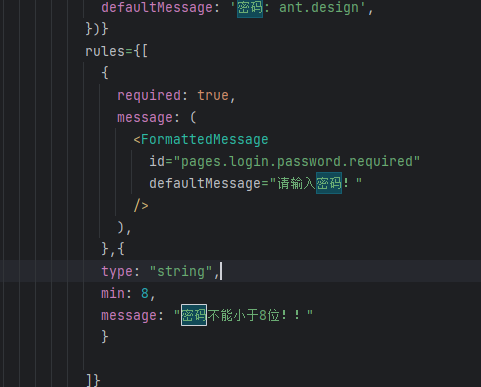 defaultMessage: '密码: ant.design',
})}
rules={[
{
required: true,
message: (
<FormattedMessage
id="pages.login.password.required"
defaultMessage="请输入密码！"
/>
),
},{
type: "string",
min: 8,
message: "密码不能小于8位！！"
}
]}